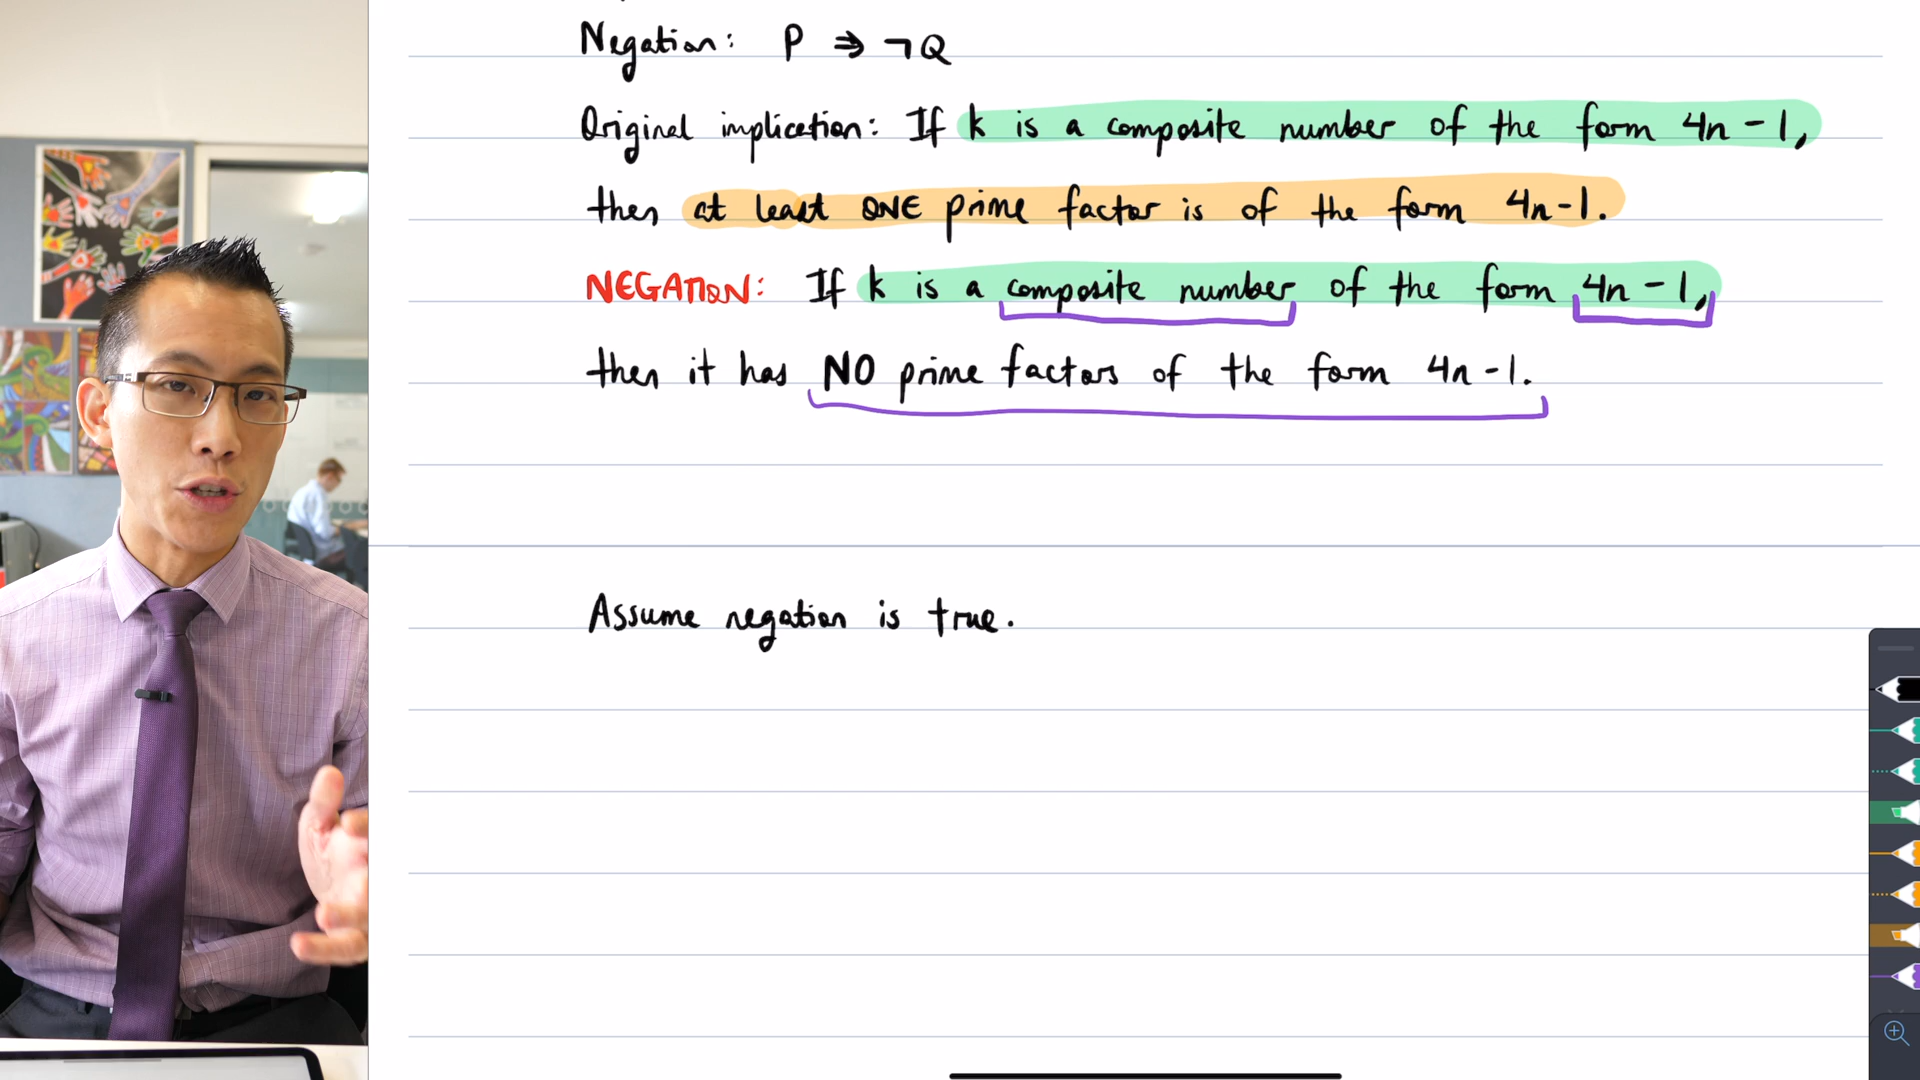 Negation: P ⇒ ¬Q
Original implication: If k is a composite number of the form 4n - 1,
then at least ONE prime factor is of the form 4n-1.
NEGATION: If k is a composite number of the form 4n - 1,
then it has NO prime factors of the form 4n-1.
Assume negation is true.